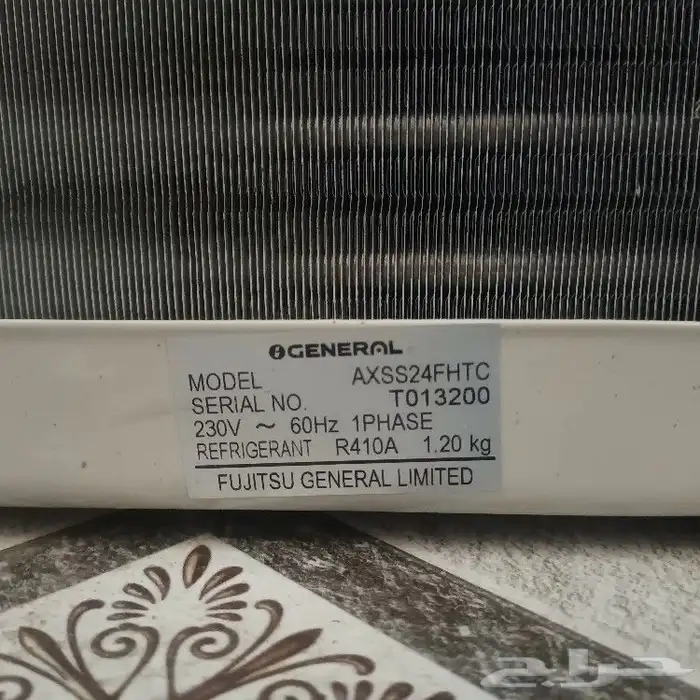 GENERAL
MODEL AXSS24FHTC
SERIAL NO. T013200
230V ~ 60Hz 1PHASE
REFRIGERANT R410A 1.20 kg
FUJITSU GENERAL LIMITED
حراج